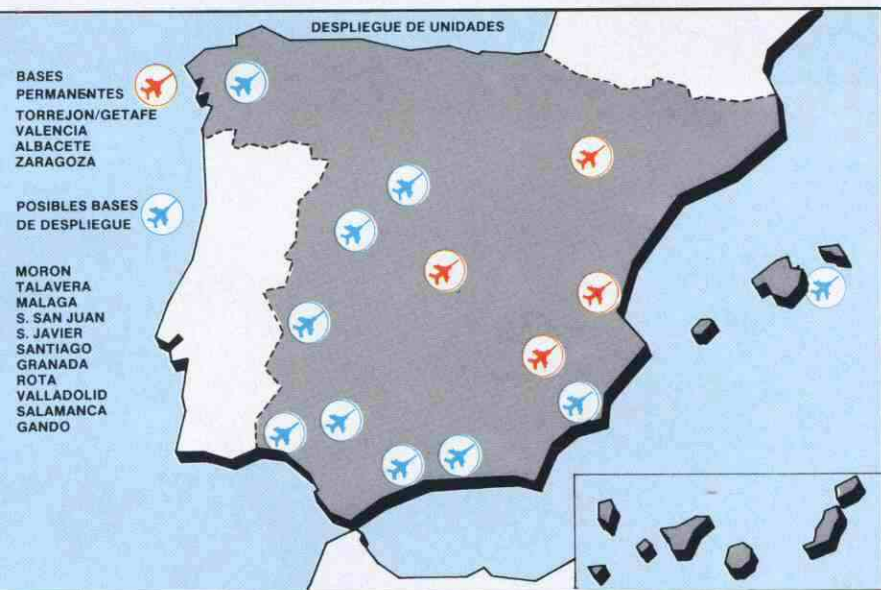 DESPLIEGUE DE UNIDADES
BASES
PERMANENTES
TORREJON/GETAFE
VALENCIA
ALBACETE
ZARAGOZA
POSIBLES BASES
DE DESPLIEGUE
MORON
TALAVERA
MALAGA
S. SAN JUAN
S. JAVIER
SANTIAGO
GRANADA
ROTA
VALLADOLID
SALAMANCA
GANDO